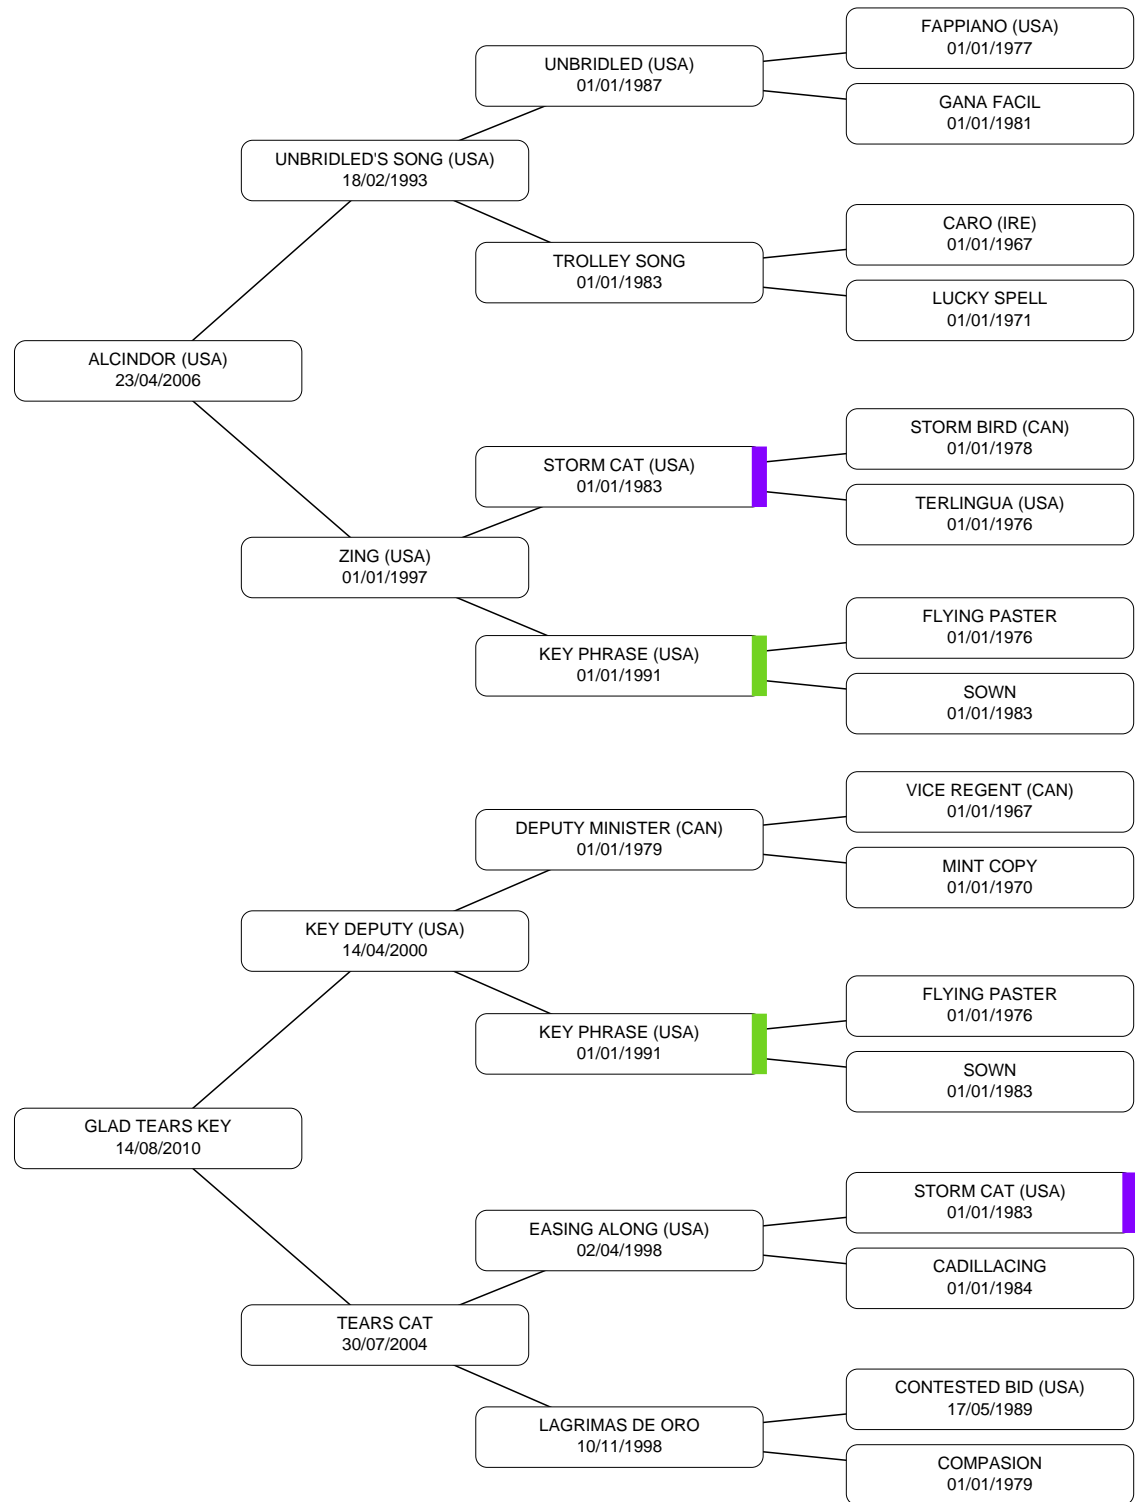 FAPPIANO (USA)
01/01/1977
UNBRIDLED (USA)
01/01/1987
GANA FACIL
01/01/1981
UNBRIDLED'S SONG (USA)
18/02/1993
CARO (IRE)
01/01/1967
TROLLEY SONG
01/01/1983
LUCKY SPELL
01/01/1971
ALCINDOR (USA)
23/04/2006
STORM BIRD (CAN)
01/01/1978
STORM CAT (USA)
01/01/1983
TERLINGUA (USA)
01/01/1976
ZING (USA)
01/01/1997
FLYING PASTER
01/01/1976
KEY PHRASE (USA)
01/01/1991
SOWN
01/01/1983
VICE REGENT (CAN)
01/01/1967
DEPUTY MINISTER (CAN)
01/01/1979
MINT COPY
01/01/1970
KEY DEPUTY (USA)
14/04/2000
FLYING PASTER
01/01/1976
KEY PHRASE (USA)
01/01/1991
SOWN
01/01/1983
GLAD TEARS KEY
14/08/2010
STORM CAT (USA)
01/01/1983
EASING ALONG (USA)
02/04/1998
CADILLACING
01/01/1984
TEARS CAT
30/07/2004
CONTESTED BID (USA)
17/05/1989
LAGRIMAS DE ORO
10/11/1998
COMPASION
01/01/1979